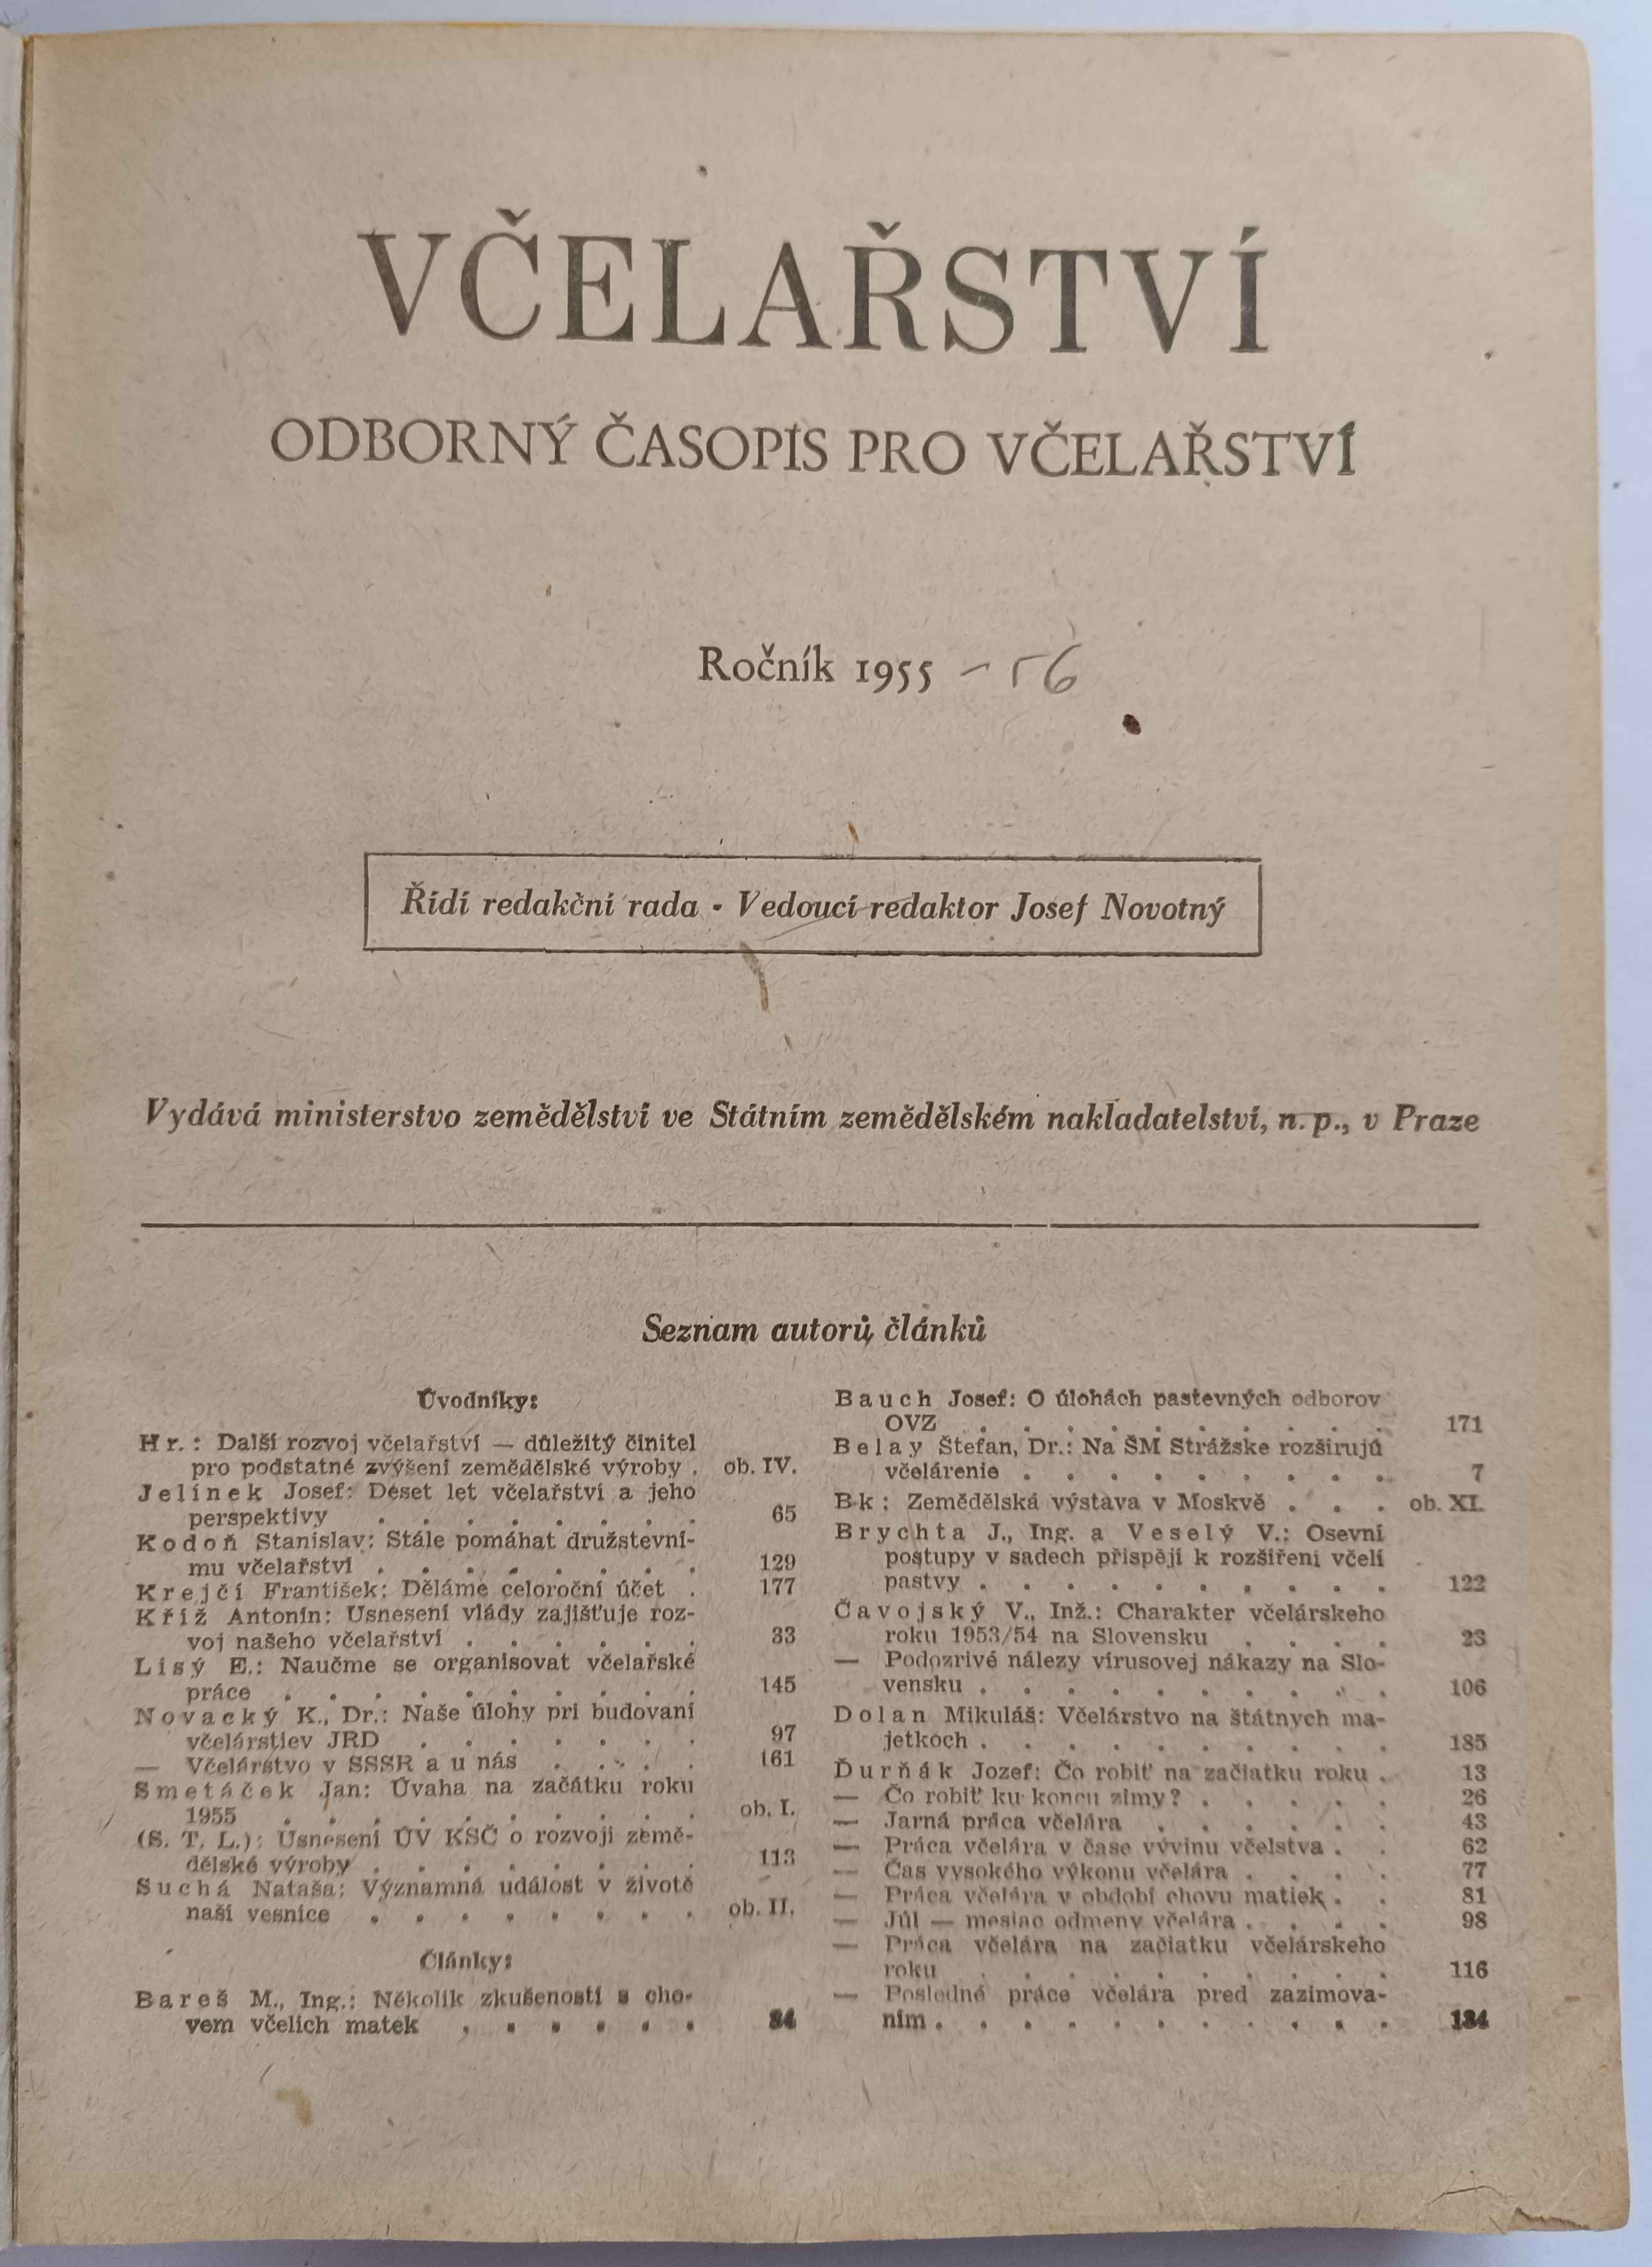 VČELAŘSTVÍ
ODBORNÝ ČASOPIS PRO VČELAŘSTVÍ
Ročník 1955 – 56
Řídí redakční rada · Vedoucí redaktor Josef Novotný
Vydává ministerstvo zemědělství ve Státním zemědělském nakladatelství, n. p., v Praze
Seznam autorů, článků
Úvodníky:
Hr.: Další rozvoj včelařství — důležitý činitel
pro podstatné zvýšení zemědělské výroby . ob. IV.
Jelínek Josef: Deset let včelařství a jeho
perspektivy . . . . . . . . 65
Kodoň Stanislav: Stále pomáhat družstevní-
mu včelařství . . . . . . . . 129
Krejčí František: Děláme celoroční účet . 177
Kříž Antonín: Usnesení vlády zajišťuje roz-
voj našeho včelařství . . . . . . 33
Lisý E.: Naučme se organisovat včelařské
práce . . . . . . . . . . 145
Novacký K., Dr.: Naše úlohy pri budovaní
včelárstiev JRD . . . . . . . 97
— Včelárstvo v SSSR a u nás . . . . 161
Smetáček Jan: Úvaha na začátku roku
1955 . . . . . . . . . . ob. I.
(S. T. L.): Usnesení ÚV KSČ o rozvoji země-
dělské výroby . . . . . . . . 113
Suchá Nataša: Významná událost v životě
naší vesnice . . . . . . . . ob. II.
Články:
Bareš M., Ing.: Několik zkušeností s cho-
vem včelích matek . . . . . . 84
Bauch Josef: O úlohách pastevných odborov
OVZ . . . . . . . . . . 171
Belay Štefan, Dr.: Na ŠM Strážske rozširujú
včelárenie . . . . . . . . . 7
Bk: Zemědělská výstava v Moskvě . . . ob. XI.
Brychta J., Ing. a Veselý V.: Osevní
postupy v sadech přispějí k rozšíření včelí
pastvy . . . . . . . . . . 122
Čavojský V., Inž.: Charakter včelárskeho
roku 1953/54 na Slovensku . . . . 23
— Podozrivé nálezy vírusovej nákazy na Slo-
vensku . . . . . . . . . . 106
Dolan Mikuláš: Včelárstvo na štátnych ma-
jetkoch . . . . . . . . . . 185
Ďurňák Jozef: Čo robiť na začiatku roku . 13
— Čo robiť ku koncu zimy? . . . . . 26
— Jarná práca včelára . . . . . . 43
— Práca včelára v čase vývinu včelstva . . 62
— Čas vysokého výkonu včelára . . . . 77
— Práca včelára v období chovu matiek . . 81
— Júl — mesiac odmeny včelára . . . . 98
— Práca včelára na začiatku včelárskeho
roku . . . . . . . . . . 116
— Posledné práce včelára pred zazimova-
ním . . . . . . . . . . . 134